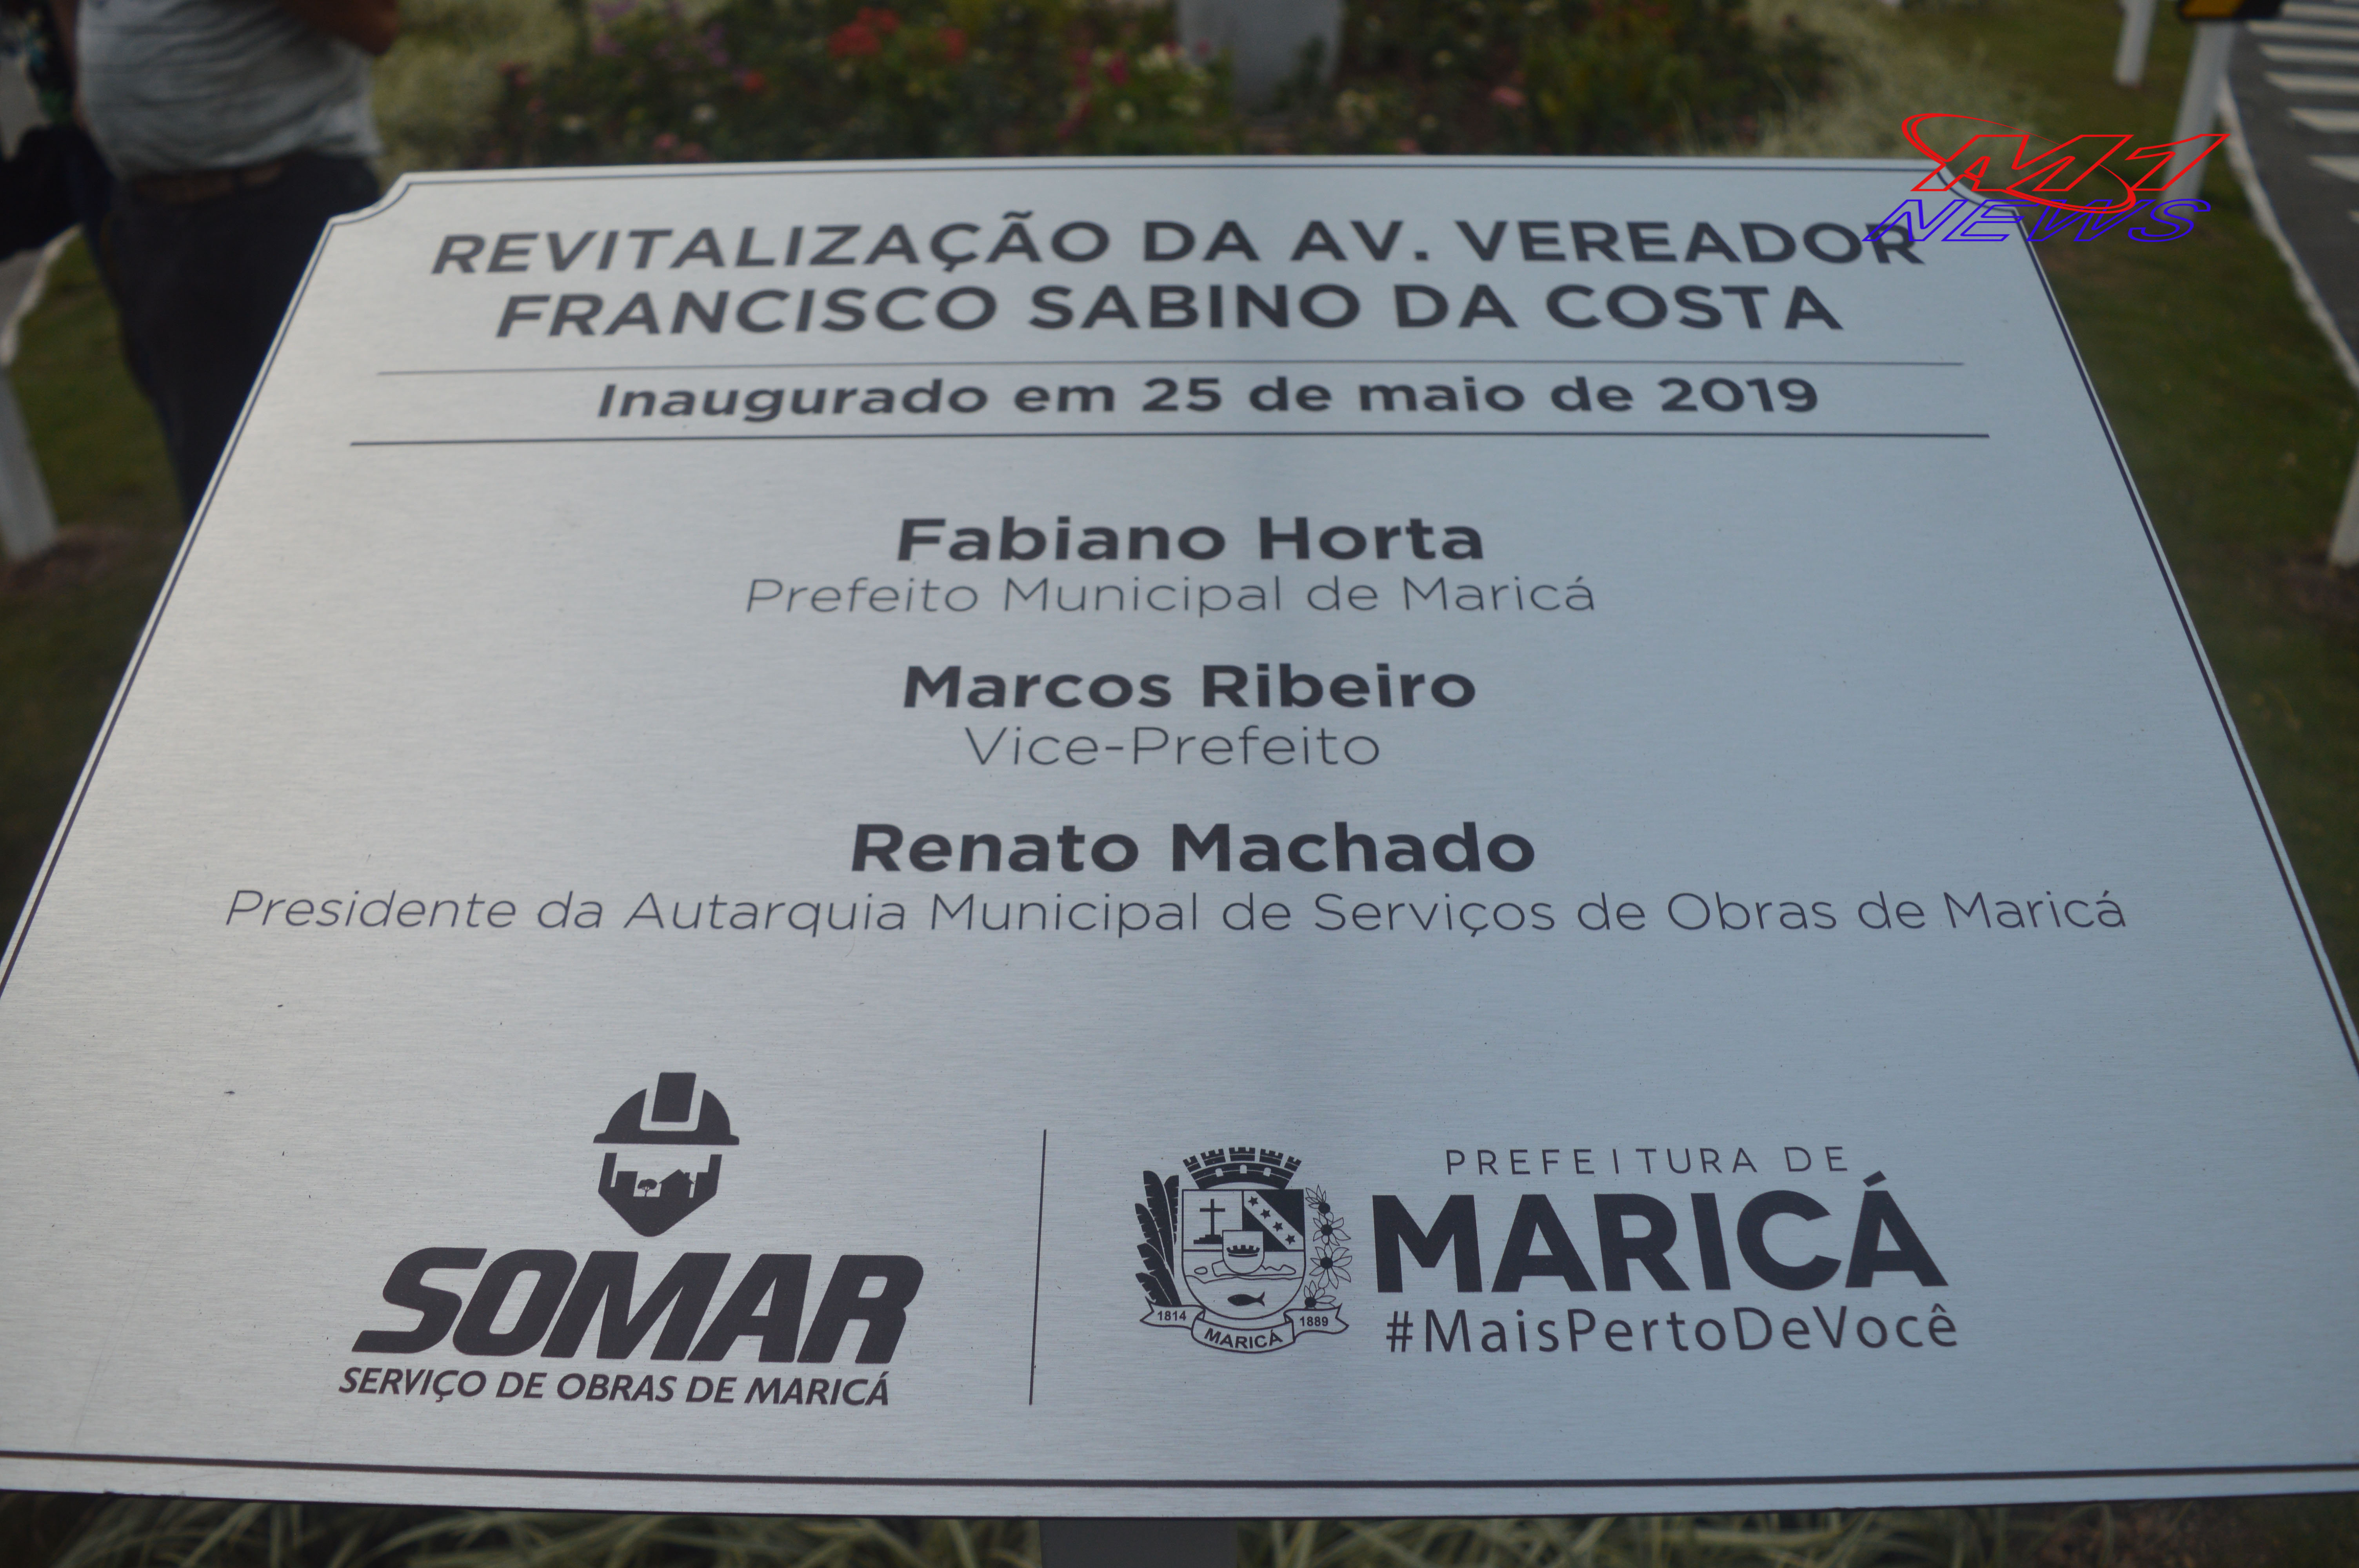 AM1
NEWS
REVITALIZAÇÃO DA AV. VEREADOR
FRANCISCO SABINO DA COSTA
Inaugurado em 25 de maio de 2019
Fabiano Horta
Prefeito Municipal de Maricá
Marcos Ribeiro
Vice-Prefeito
Renato Machado
Presidente da Autarquia Municipal de Serviços de Obras de Maricá
SOMAR
SERVIÇO DE OBRAS DE MARICÁ
1814
MARICÁ
1889
PREFEITURA DE
MARICÁ
#MaisPertoDeVocê